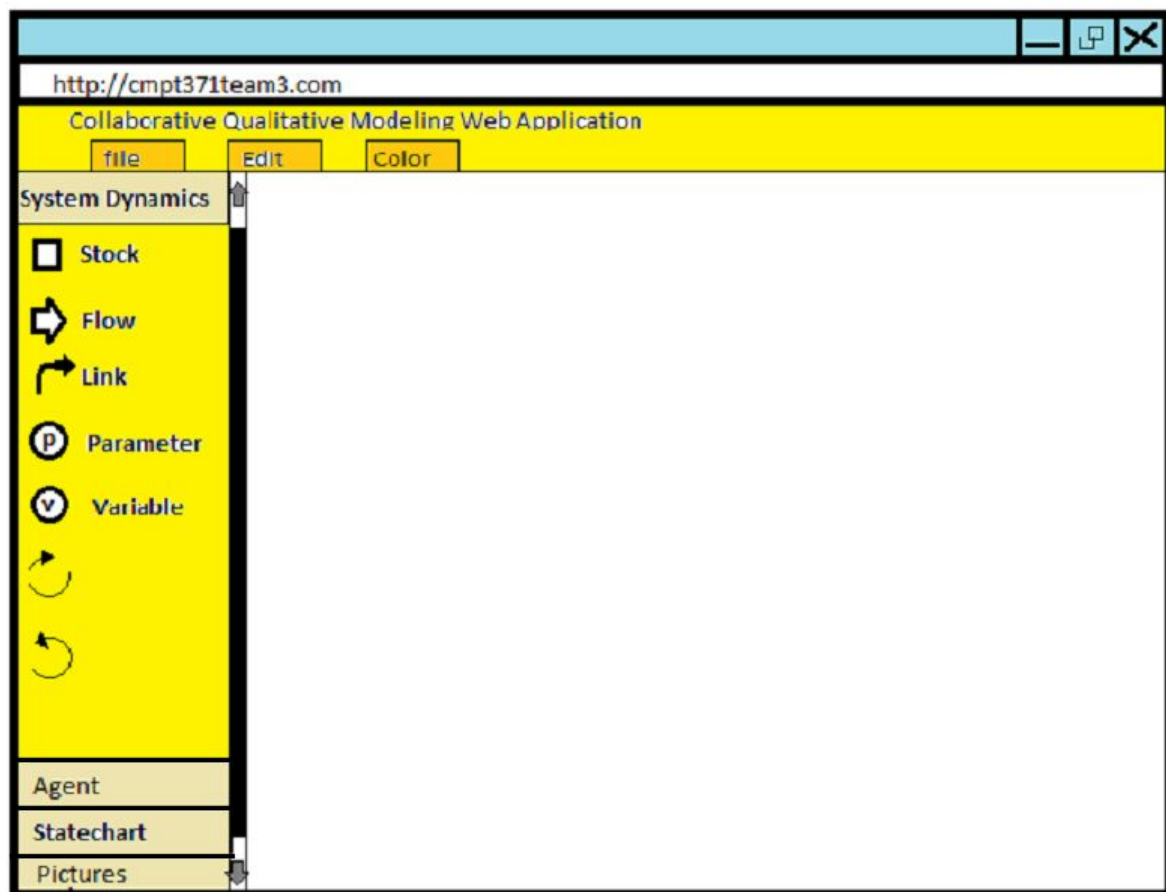 http://cmpt371team3.com
Collaborative Qualitative Modeling Web Application
file Edit Color
System Dynamics
Stock
Flow
Link
p Parameter
v Variable
Agent
Statechart
Pictures